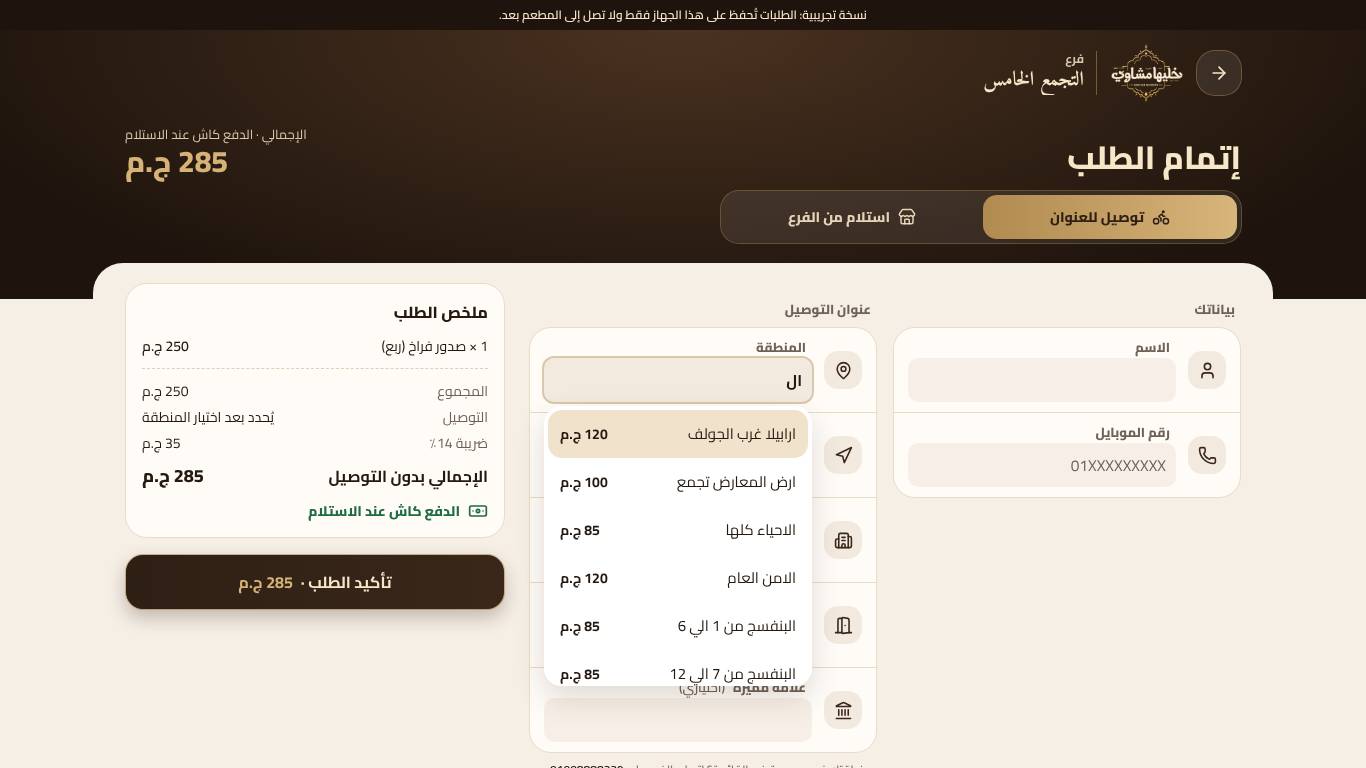 نسخة تجريبية: الطلبات تُحفظ على هذا الجهاز فقط ولا تصل إلى المطعم بعد.
خليها مشاوي
فرع
التجمع الخامس
إتمام الطلب
الإجمالي · الدفع كاش عند الاستلام
285 ج.م
توصيل للعنوان
استلام من الفرع
بياناتك
الاسم
رقم الموبايل
01XXXXXXXXX
عنوان التوصيل
المنطقة
ال
ارابيلا غرب الجولف 120 ج.م
ارض المعارض تجمع 100 ج.م
الاحياء كلها 85 ج.م
الامن العام 120 ج.م
البنفسج من 1 الي 6 85 ج.م
البنفسج من 7 الي 12 85 ج.م
علامة مميزة (اختياري)
ملخص الطلب
1 × صدور فراخ (ربع) 250 ج.م
المجموع 250 ج.م
التوصيل يُحدد بعد اختيار المنطقة
ضريبة 14٪ 35 ج.م
الإجمالي بدون التوصيل 285 ج.م
الدفع كاش عند الاستلام
تأكيد الطلب · 285 ج.م